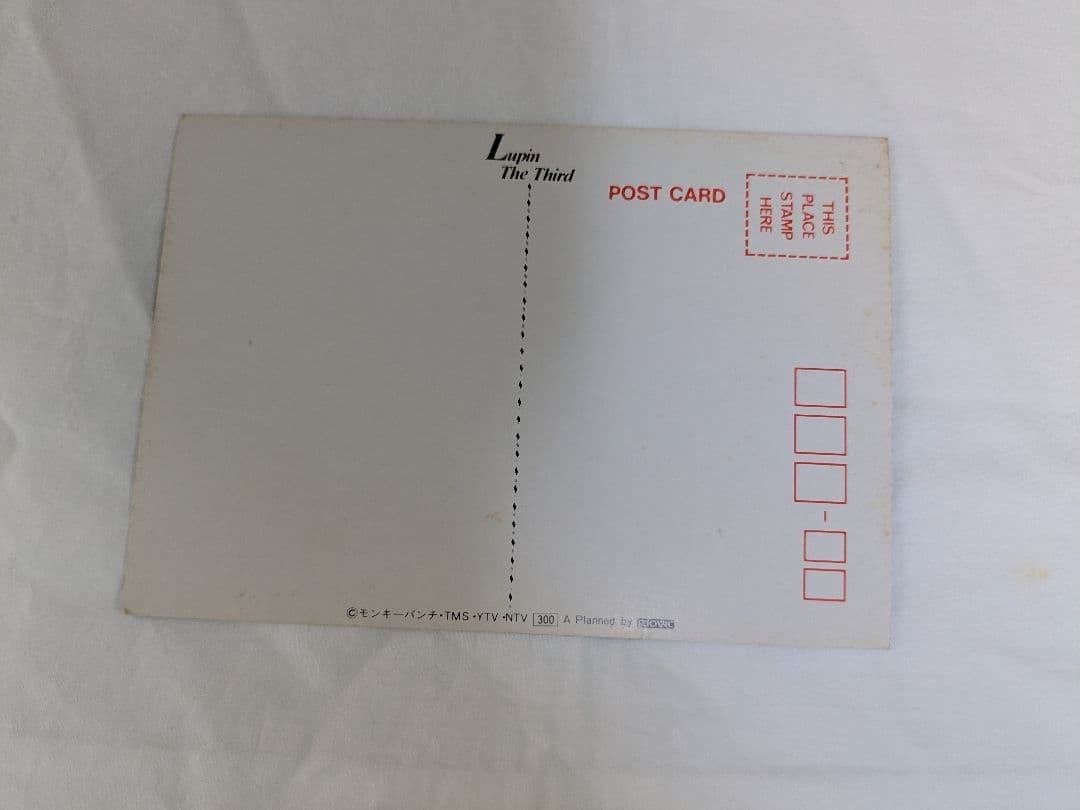 Lupin
The Third
POST CARD
THIS
PLACE
STAMP
HERE
©モンキーパンチ・TMS・YTV・NTV 300 A Planned by MOVIC